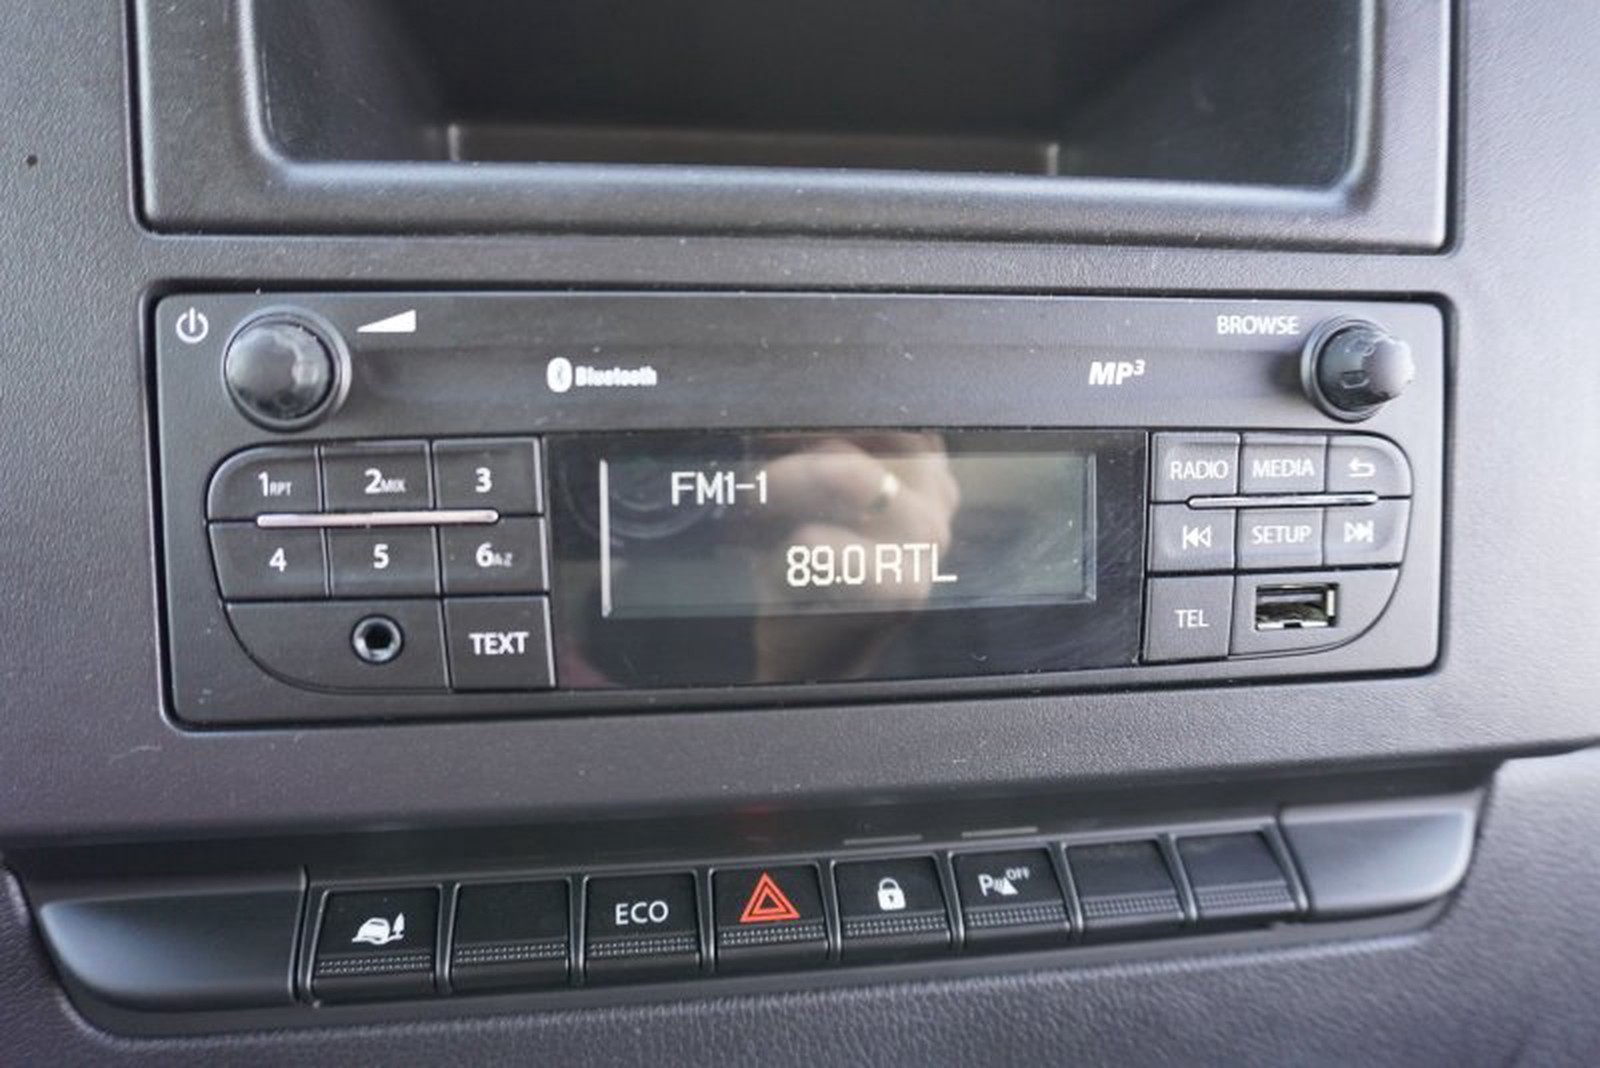 BROWSE
Bluetooth
MP3
1RPT 2MIX 3
4 5 6A-Z
TEXT
FM1-1
89.0 RTL
RADIO MEDIA
SETUP
TEL
ECO
P OFF